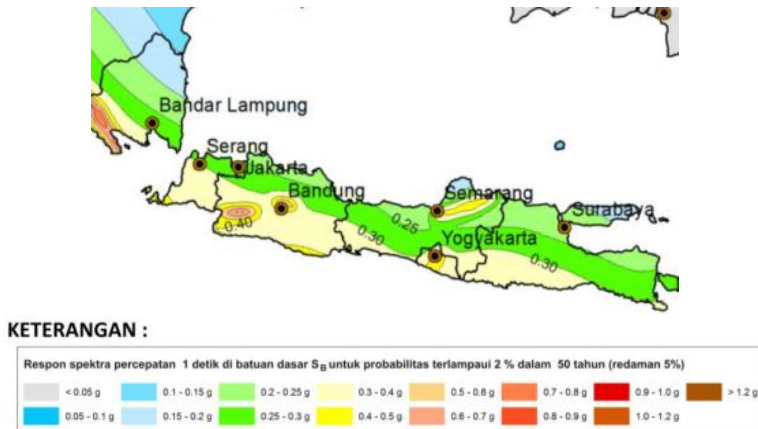 Bandar Lampung
Serang
Jakarta
Bandung
Semarang
Surabaya
Yogyakarta
0.25
0.40
0.30
0.30
KETERANGAN :
Respon spektra percepatan 1 detik di batuan dasar SB untuk probabilitas terlampaui 2 % dalam 50 tahun (redaman 5%)
< 0.05 g 0.1 - 0.15 g 0.2 - 0.25 g 0.3 - 0.4 g 0.5 - 0.6 g 0.7 - 0.8 g 0.9 - 1.0 g > 1.2 g
0.05 - 0.1 g 0.15 - 0.2 g 0.25 - 0.3 g 0.4 - 0.5 g 0.6 - 0.7 g 0.8 - 0.9 g 1.0 - 1.2 g